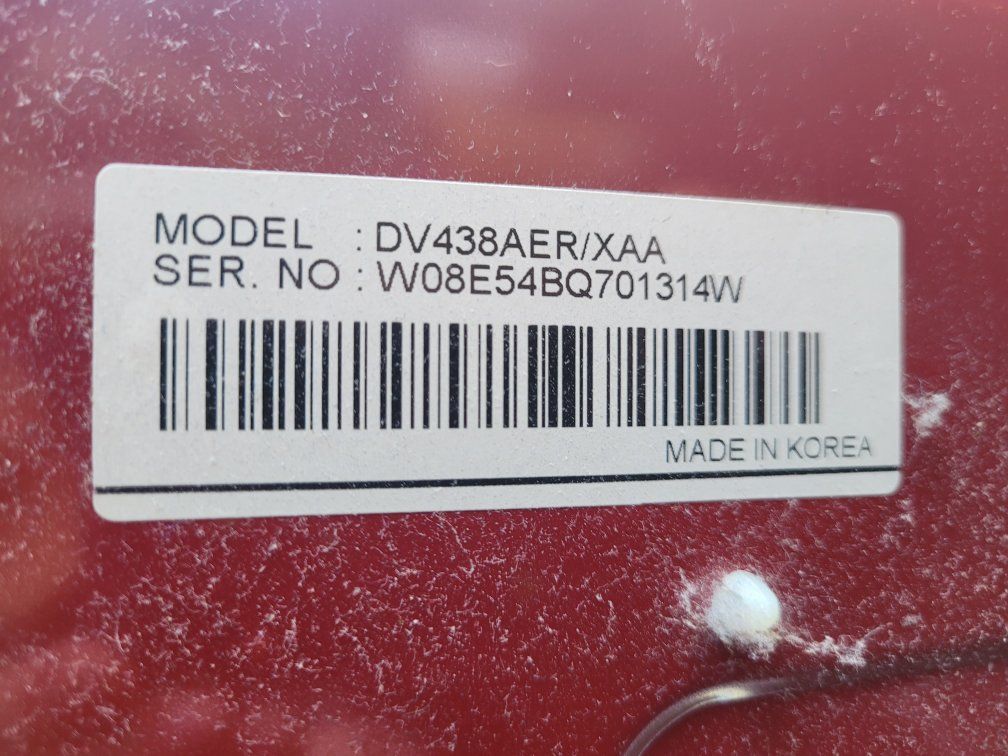 MODEL : DV438AER/XAA
SER. NO : W08E54BQ701314W
MADE IN KOREA